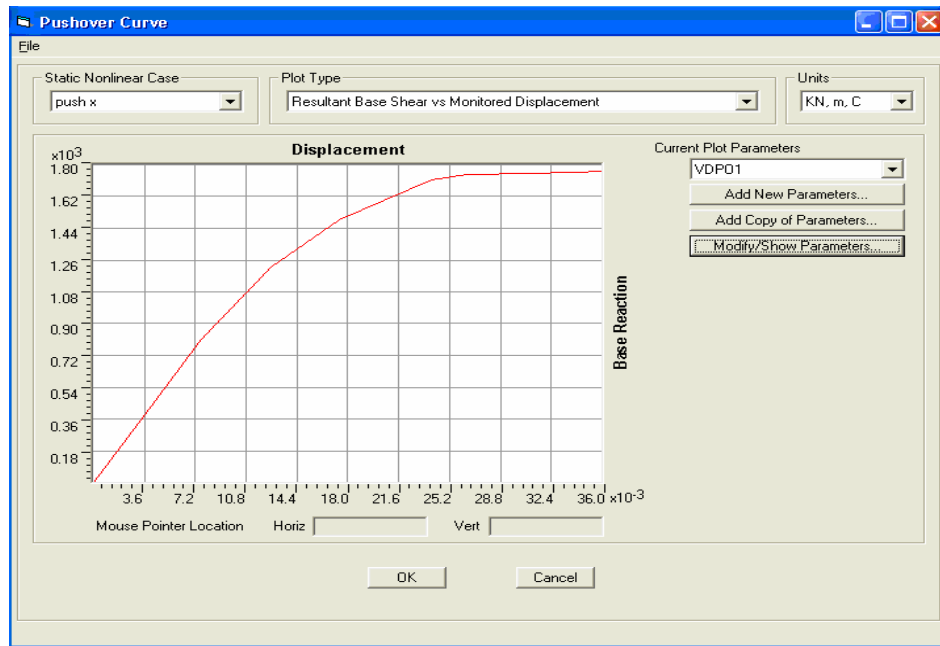 Pushover Curve
File
Static Nonlinear Case
Plot Type
Units
push x
Resultant Base Shear vs Monitored Displacement
KN, m, C
Displacement
x10^3
Current Plot Parameters
VDPO1
Add New Parameters...
Add Copy of Parameters...
Modify/Show Parameters...
1.80
1.62
1.44
1.26
1.08
0.90
0.72
0.54
0.36
0.18
Base Reaction
3.6 7.2 10.8 14.4 18.0 21.6 25.2 28.8 32.4 36.0 x10^-3
Mouse Pointer Location Horiz Vert
OK Cancel